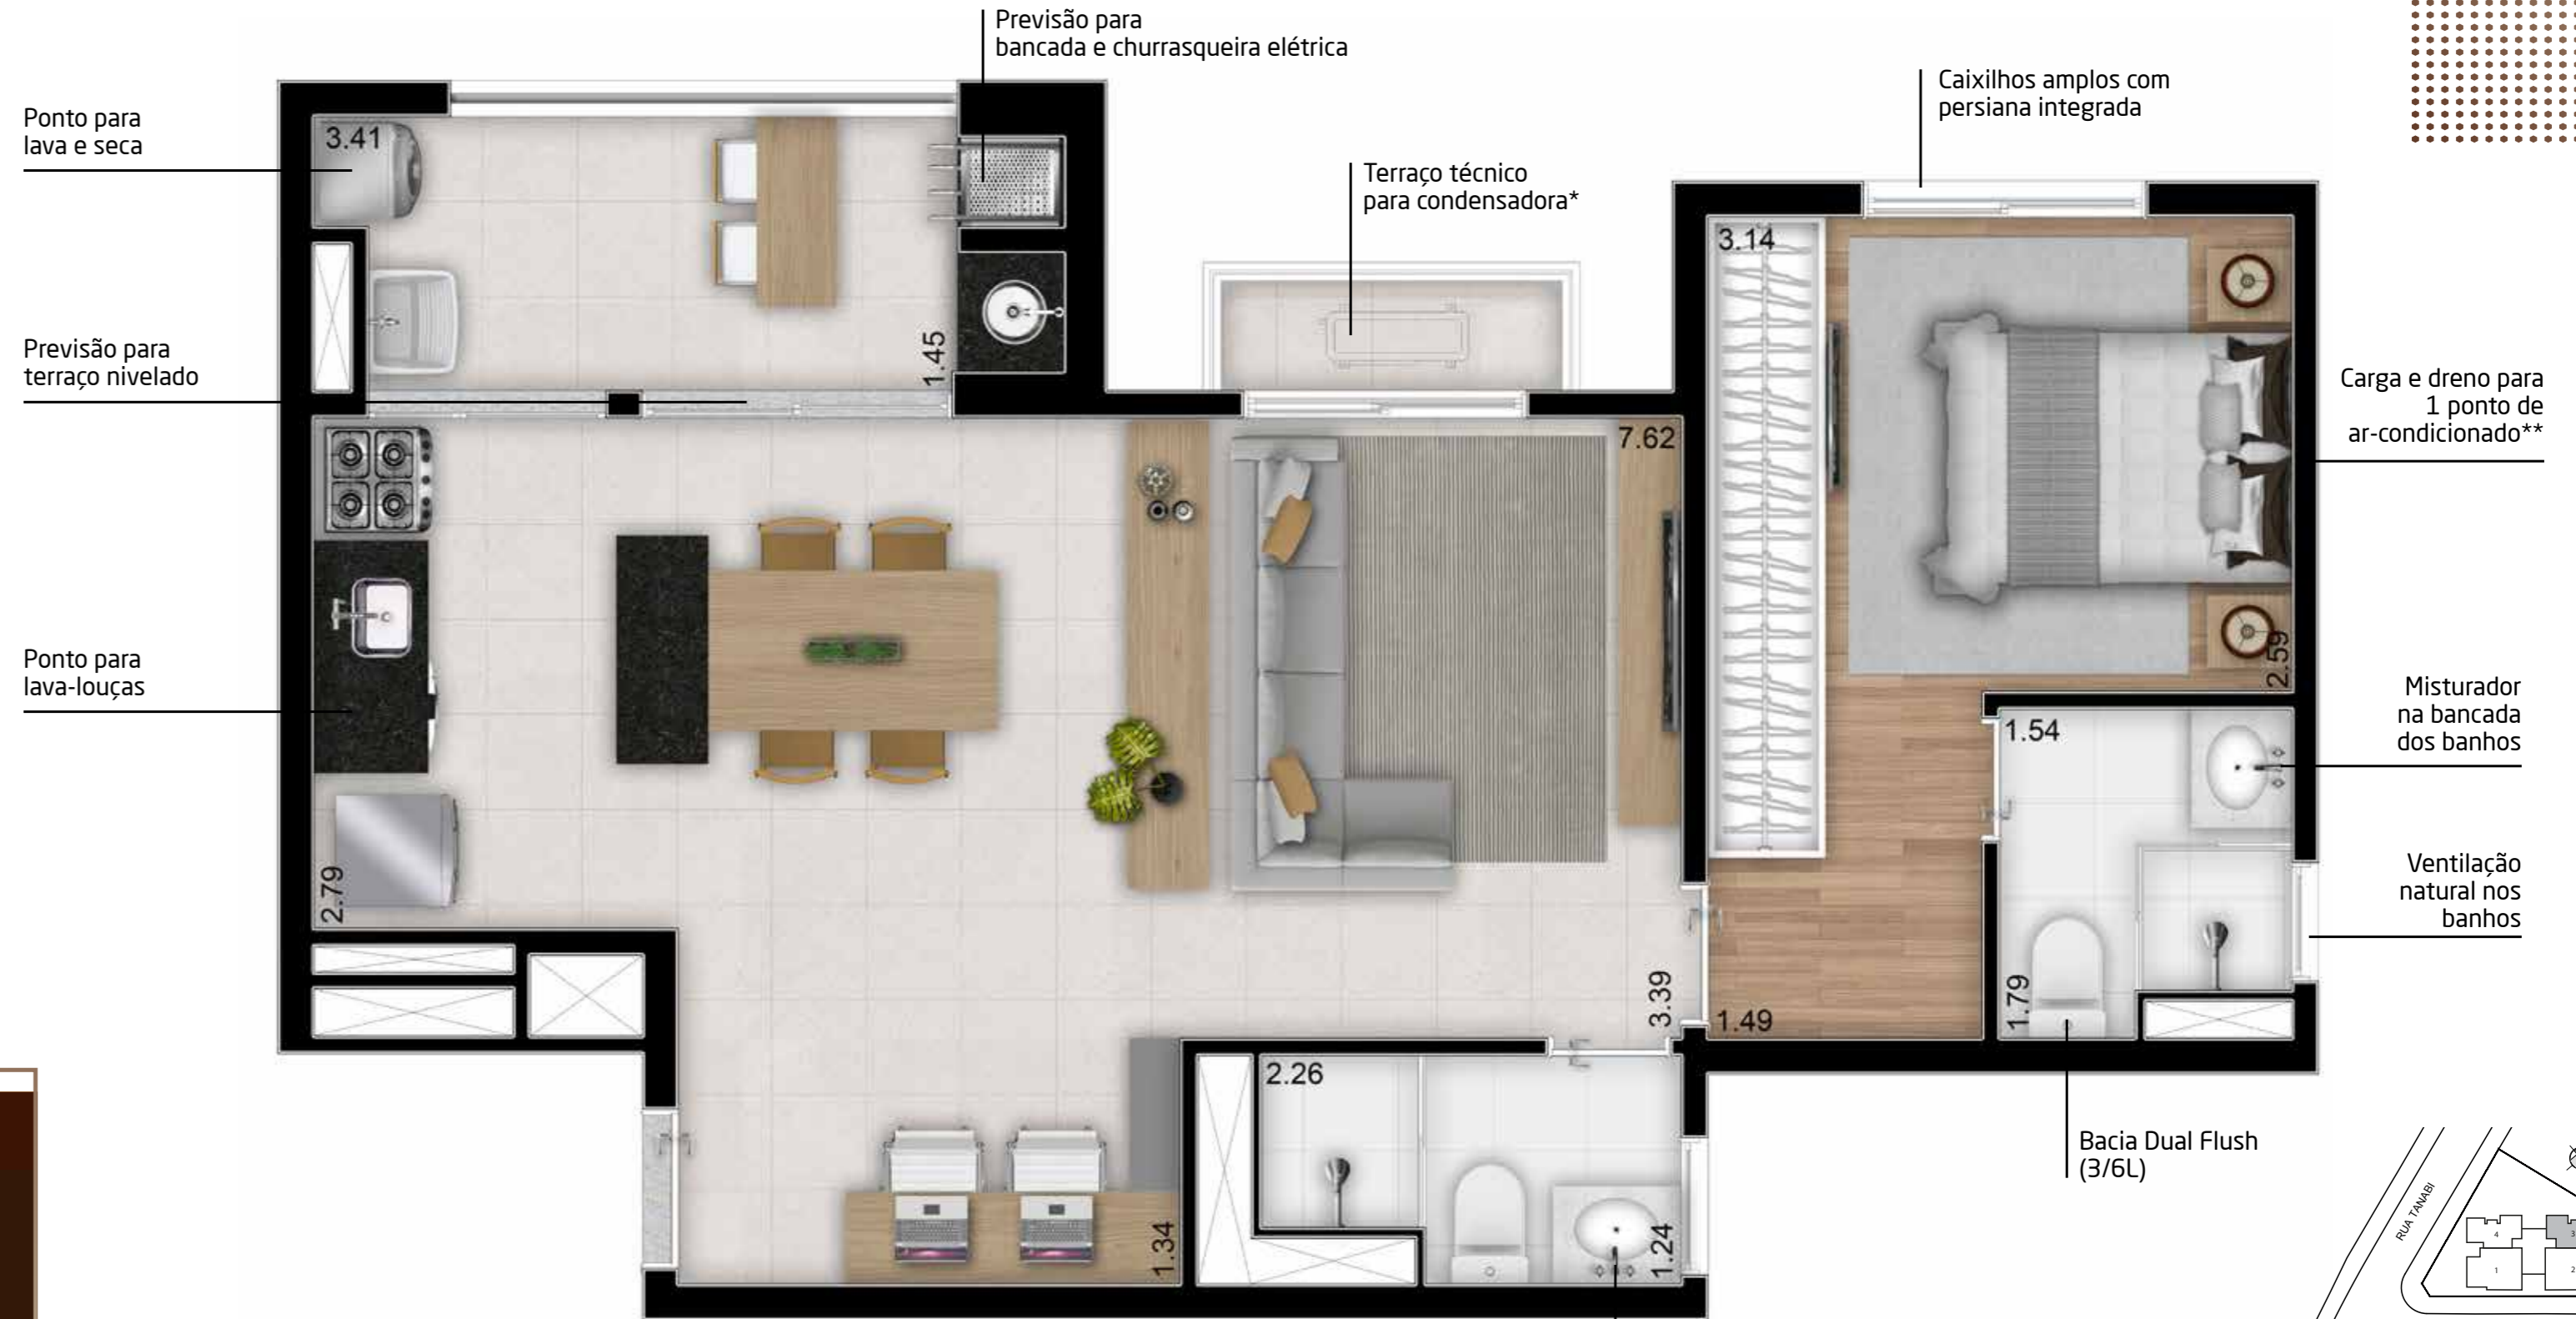 Previsão para
bancada e churrasqueira elétrica
Caixilhos amplos com
persiana integrada
Ponto para
lava e seca
3.41
Terraço técnico
para condensadora*
3.14
Previsão para
terraço nivelado
1.45
Carga e dreno para
1 ponto de
ar-condicionado**
7.62
Ponto para
lava-louças
2.59
Misturador
na bancada
dos banhos
1.54
2.79
Ventilação
natural nos
banhos
3.39
1.49
1.79
2.26
1.34
1.24
Bacia Dual Flush
(3/6L)
RUA TANABI
4
3
1
2